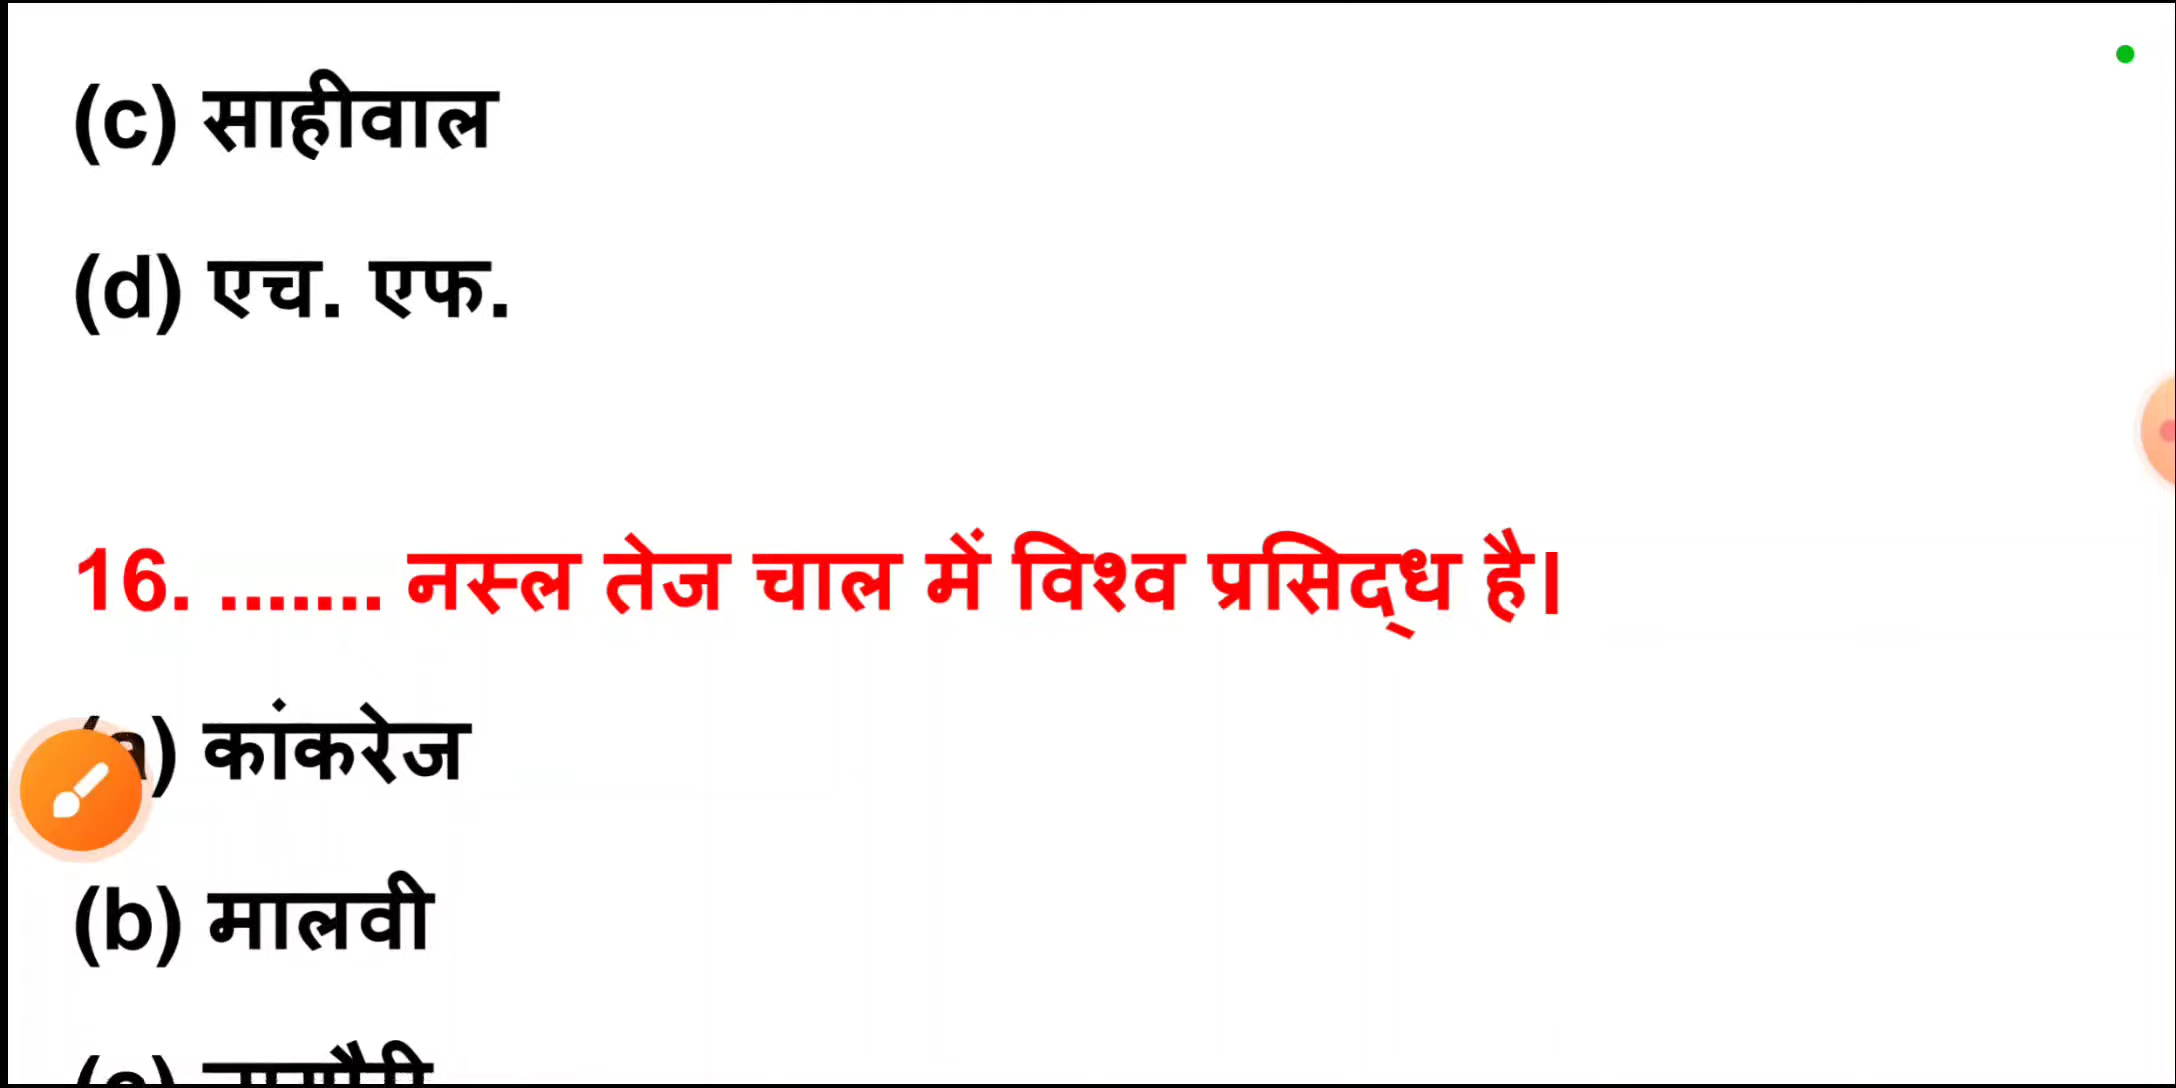 (c) साहीवाल
(d) एच. एफ.
16. ....... नस्ल तेज चाल में विश्व प्रसिद्ध है।
(a) कांकरेज
(b) मालवी